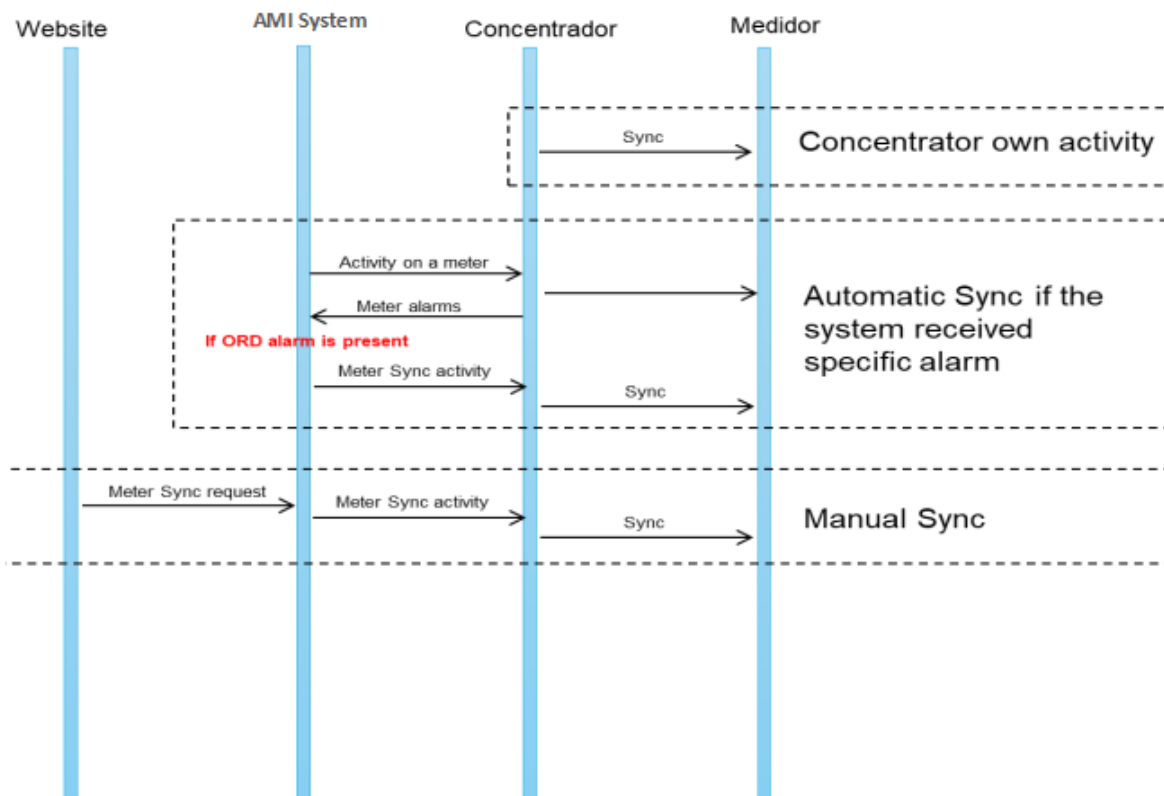 Website
AMI System
Concentrador
Medidor
Sync
Concentrator own activity
Activity on a meter
Meter alarms
If ORD alarm is present
Meter Sync activity
Sync
Automatic Sync if the
system received
specific alarm
Meter Sync request
Meter Sync activity
Sync
Manual Sync